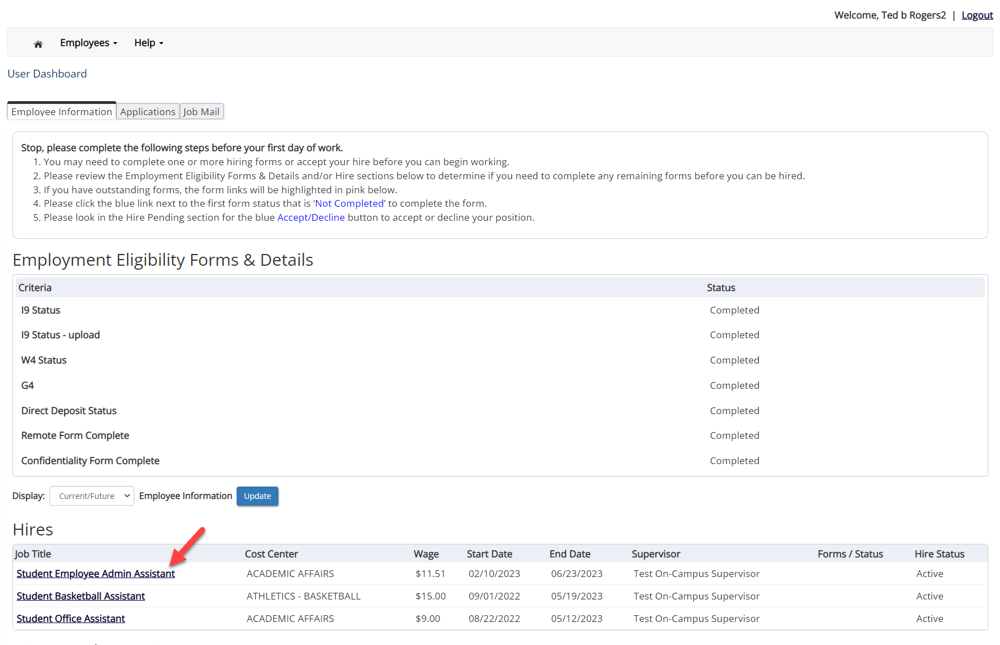 Welcome, Ted b Rogers2 | Logout
Employees Help
User Dashboard
Employee Information Applications Job Mail
Stop, please complete the following steps before your first day of work.
1. You may need to complete one or more hiring forms or accept your hire before you can begin working.
2. Please review the Employment Eligibility Forms & Details and/or Hire sections below to determine if you need to complete any remaining forms before you can be hired.
3. If you have outstanding forms, the form links will be highlighted in pink below.
4. Please click the blue link next to the first form status that is ‘Not Completed’ to complete the form.
5. Please look in the Hire Pending section for the blue Accept/Decline button to accept or decline your position.
Employment Eligibility Forms & Details
Criteria Status
I9 Status Completed
I9 Status - upload Completed
W4 Status Completed
G4 Completed
Direct Deposit Status Completed
Remote Form Complete Completed
Confidentiality Form Complete Completed
Display: Current/Future Employee Information Update
Hires
Job Title Cost Center Wage Start Date End Date Supervisor Forms / Status Hire Status
Student Employee Admin Assistant ACADEMIC AFFAIRS $11.51 02/10/2023 06/23/2023 Test On-Campus Supervisor Active
Student Basketball Assistant ATHLETICS - BASKETBALL $15.00 09/01/2022 05/19/2023 Test On-Campus Supervisor Active
Student Office Assistant ACADEMIC AFFAIRS $9.00 08/22/2022 05/12/2023 Test On-Campus Supervisor Active